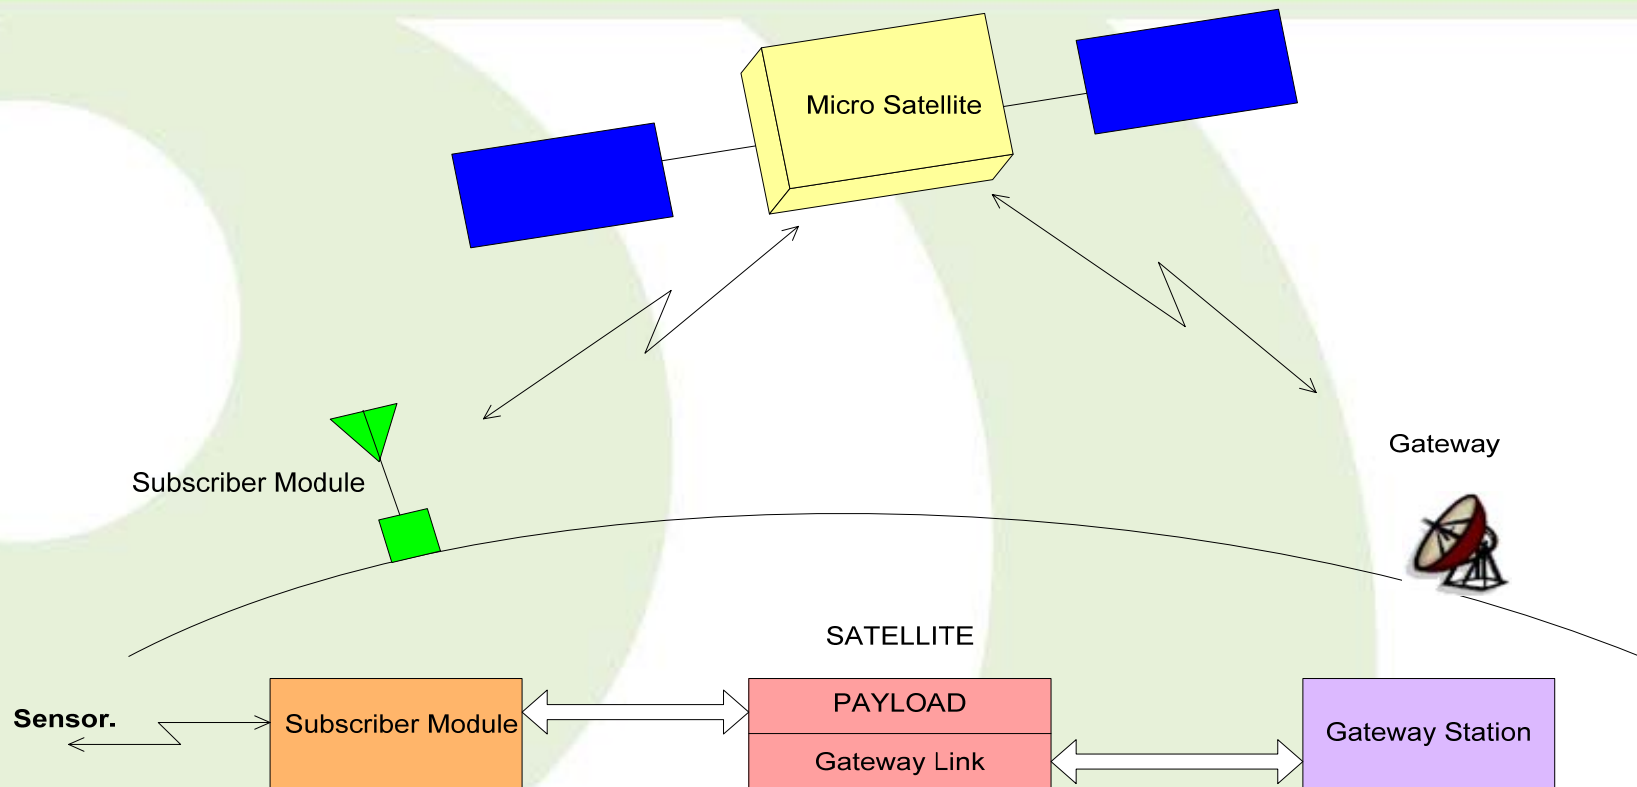 Micro Satellite
Gateway
Subscriber Module
SATELLITE
Sensor.
Subscriber Module
PAYLOAD
Gateway Link
Gateway Station